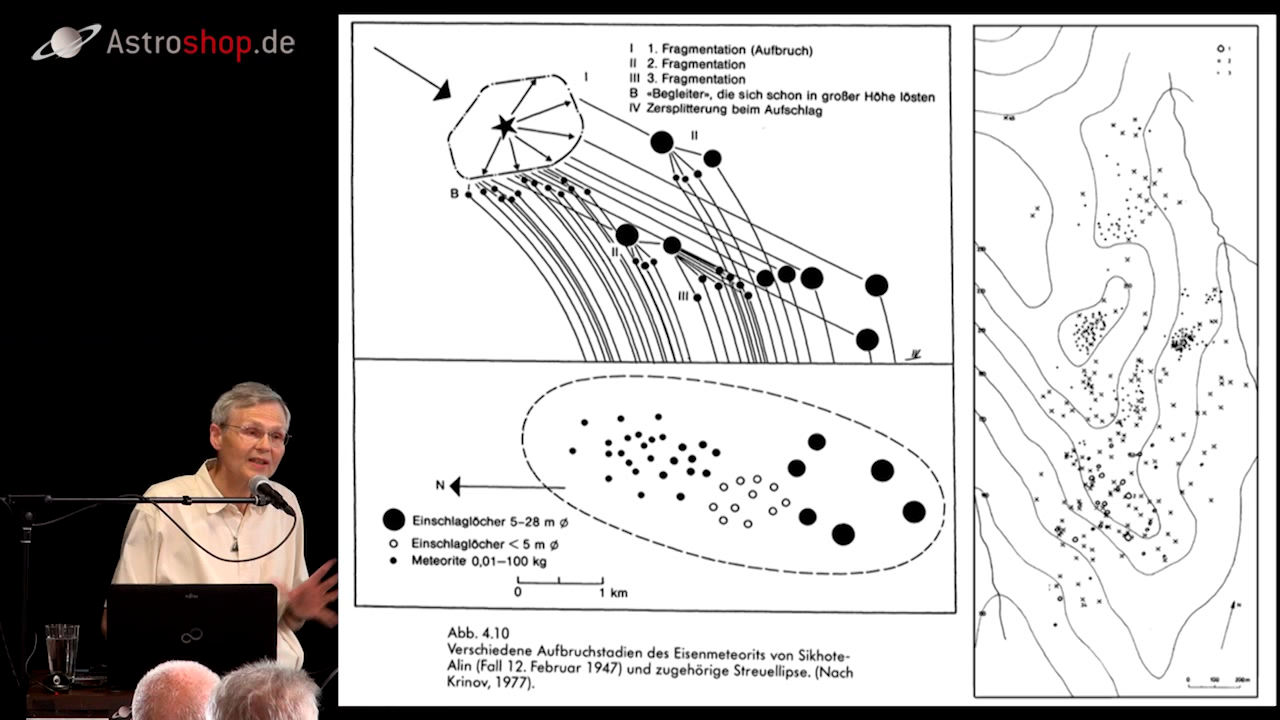 Astroshop.de
I 1. Fragmentation (Aufbruch)
II 2. Fragmentation
III 3. Fragmentation
B «Begleiter», die sich schon in großer Höhe lösten
IV Zersplitterung beim Aufschlag
I
II
B
II
III
IV
N
Einschlaglöcher 5–28 m ø
Einschlaglöcher < 5 m ø
Meteorite 0,01–100 kg
0 1 km
Abb. 4.10
Verschiedene Aufbruchstadien des Eisenmeteorits von Sikhote-
Alin (Fall 12. Februar 1947) und zugehörige Streuellipse. (Nach
Krinov, 1977).
FUJITSU